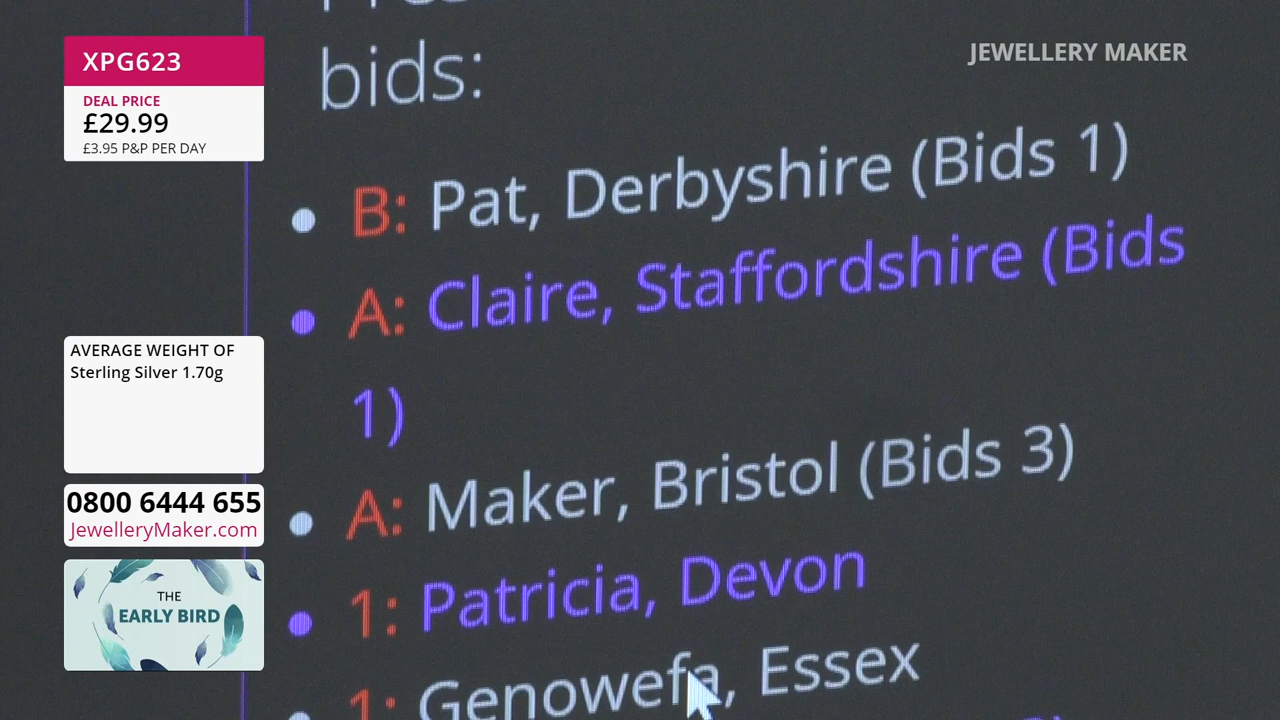 XPG623
DEAL PRICE
£29.99
£3.95 P&P PER DAY
AVERAGE WEIGHT OF
Sterling Silver 1.70g
0800 6444 655
JewelleryMaker.com
THE
EARLY BIRD
JEWELLERY MAKER
bids:
B: Pat, Derbyshire (Bids 1)
A: Claire, Staffordshire (Bids
1)
A: Maker, Bristol (Bids 3)
1: Patricia, Devon
1: Genowefa, Essex